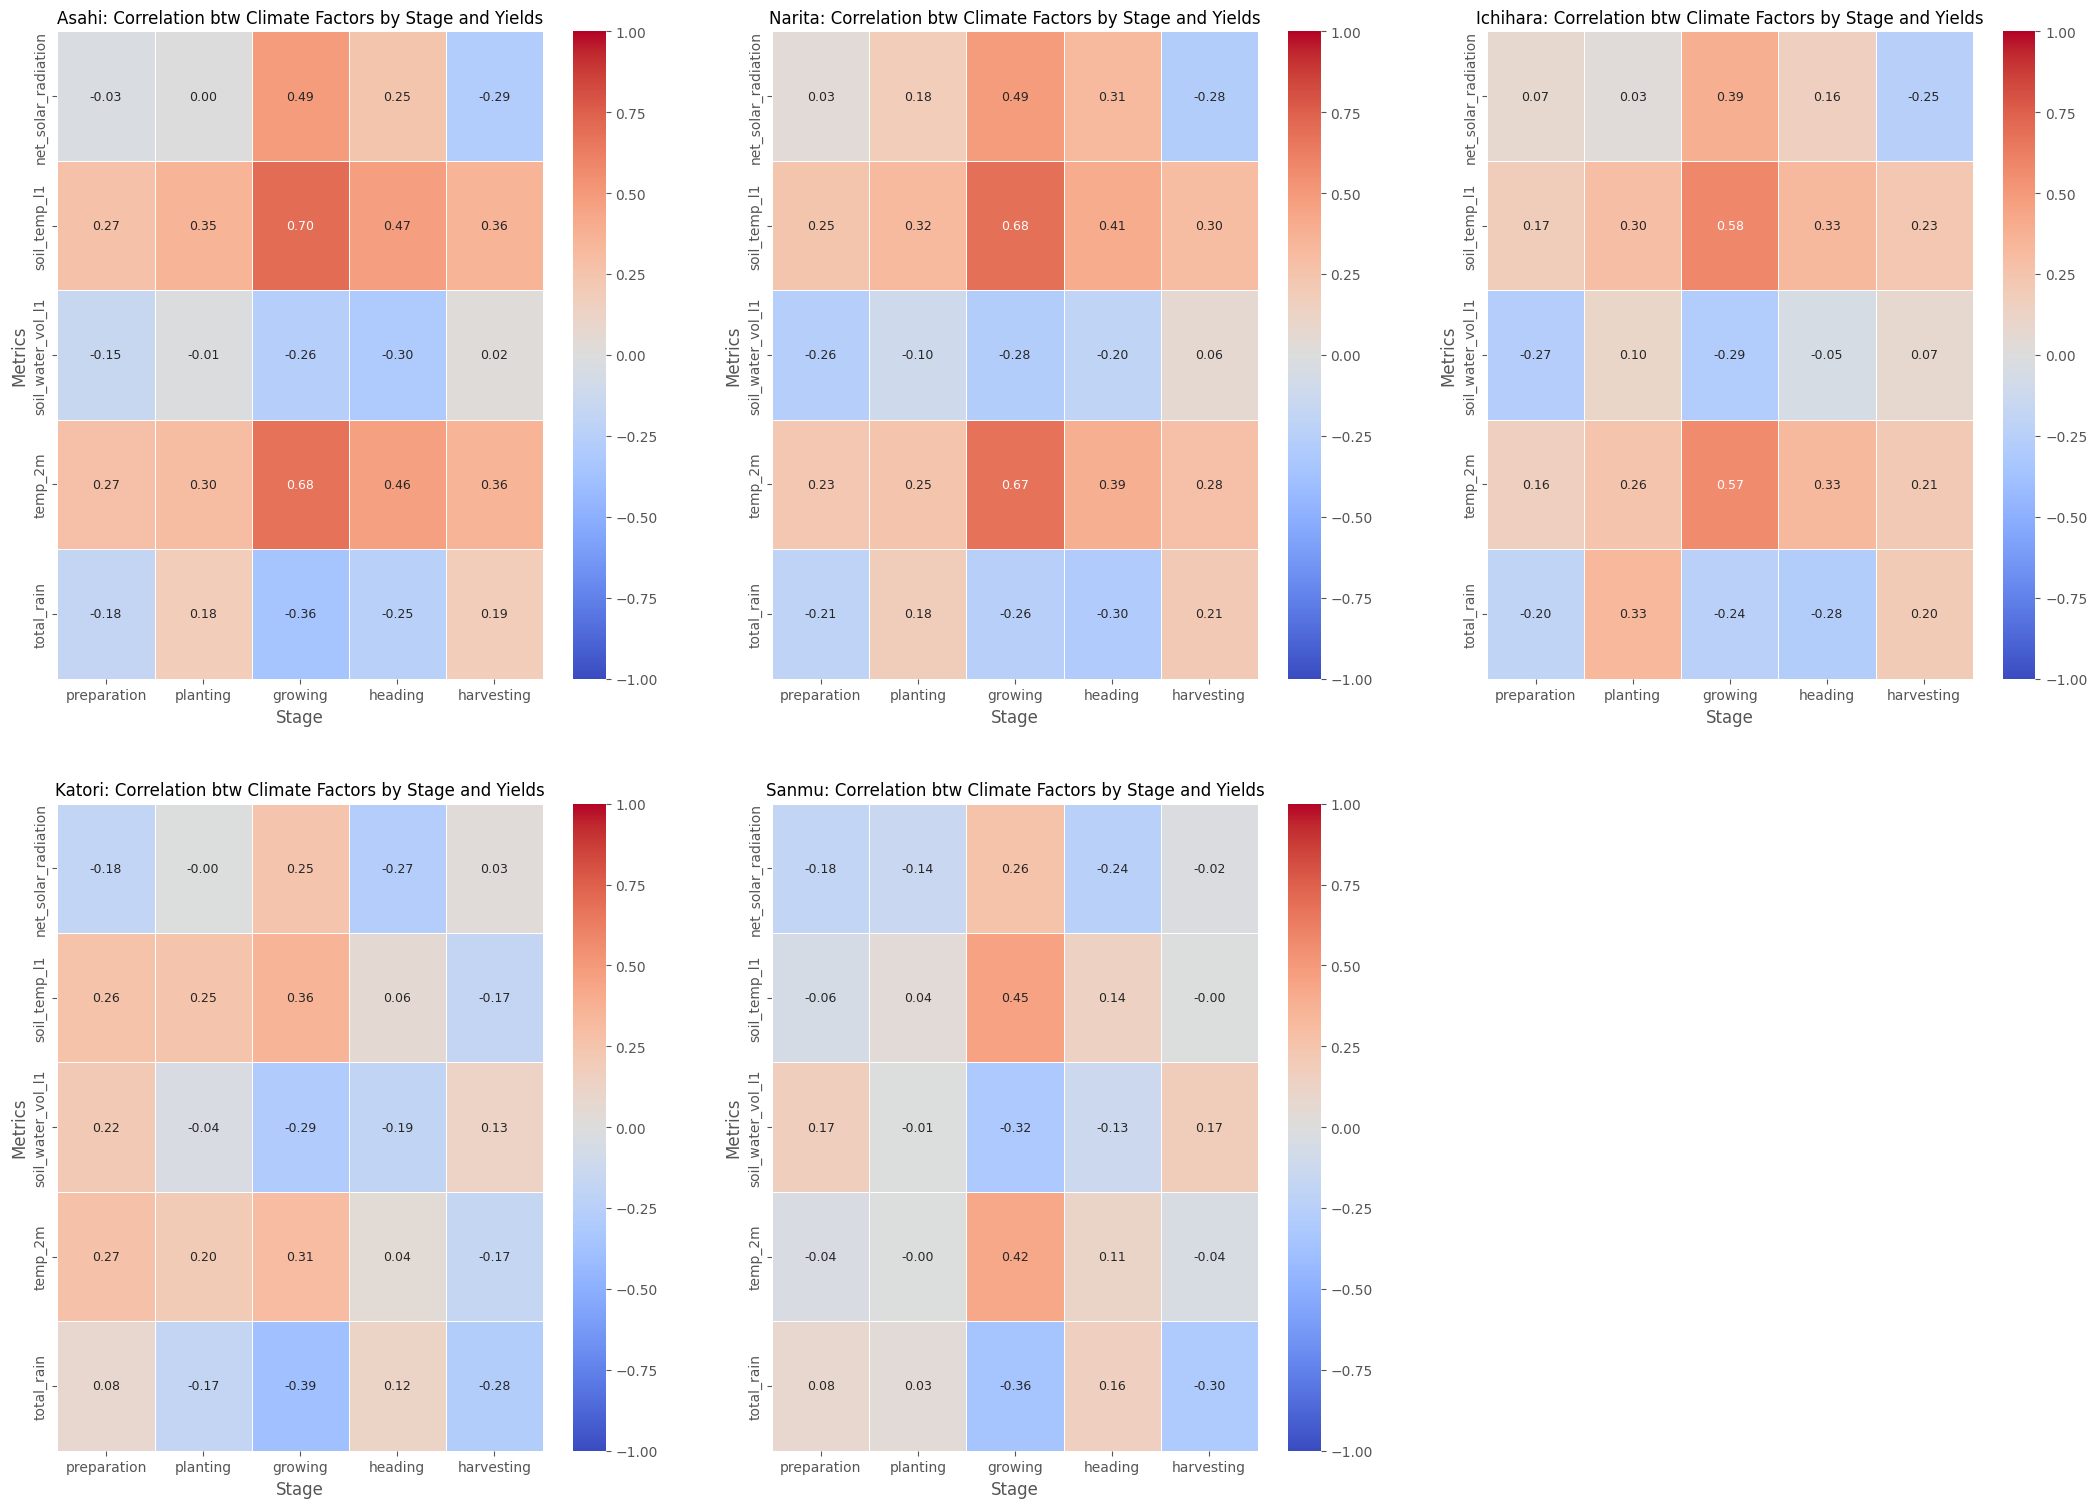 Asahi: Correlation btw Climate Factors by Stage and Yields
Metrics
net_solar_radiation
soil_temp_l1
soil_water_vol_l1
temp_2m
total_rain
-0.03 0.00 0.49 0.25 -0.29
0.27 0.35 0.70 0.47 0.36
-0.15 -0.01 -0.26 -0.30 0.02
0.27 0.30 0.68 0.46 0.36
-0.18 0.18 -0.36 -0.25 0.19
preparation planting growing heading harvesting
Stage
1.00
0.75
0.50
0.25
0.00
−0.25
−0.50
−0.75
−1.00
Narita: Correlation btw Climate Factors by Stage and Yields
Metrics
net_solar_radiation
soil_temp_l1
soil_water_vol_l1
temp_2m
total_rain
0.03 0.18 0.49 0.31 -0.28
0.25 0.32 0.68 0.41 0.30
-0.26 -0.10 -0.28 -0.20 0.06
0.23 0.25 0.67 0.39 0.28
-0.21 0.18 -0.26 -0.30 0.21
preparation planting growing heading harvesting
Stage
1.00
0.75
0.50
0.25
0.00
−0.25
−0.50
−0.75
−1.00
Ichihara: Correlation btw Climate Factors by Stage and Yields
Metrics
net_solar_radiation
soil_temp_l1
soil_water_vol_l1
temp_2m
total_rain
0.07 0.03 0.39 0.16 -0.25
0.17 0.30 0.58 0.33 0.23
-0.27 0.10 -0.29 -0.05 0.07
0.16 0.26 0.57 0.33 0.21
-0.20 0.33 -0.24 -0.28 0.20
preparation planting growing heading harvesting
Stage
1.00
0.75
0.50
0.25
0.00
−0.25
−0.50
−0.75
−1.00
Katori: Correlation btw Climate Factors by Stage and Yields
Metrics
net_solar_radiation
soil_temp_l1
soil_water_vol_l1
temp_2m
total_rain
-0.18 -0.00 0.25 -0.27 0.03
0.26 0.25 0.36 0.06 -0.17
0.22 -0.04 -0.29 -0.19 0.13
0.27 0.20 0.31 0.04 -0.17
0.08 -0.17 -0.39 0.12 -0.28
preparation planting growing heading harvesting
Stage
1.00
0.75
0.50
0.25
0.00
−0.25
−0.50
−0.75
−1.00
Sanmu: Correlation btw Climate Factors by Stage and Yields
Metrics
net_solar_radiation
soil_temp_l1
soil_water_vol_l1
temp_2m
total_rain
-0.18 -0.14 0.26 -0.24 -0.02
-0.06 0.04 0.45 0.14 -0.00
0.17 -0.01 -0.32 -0.13 0.17
-0.04 -0.00 0.42 0.11 -0.04
0.08 0.03 -0.36 0.16 -0.30
preparation planting growing heading harvesting
Stage
1.00
0.75
0.50
0.25
0.00
−0.25
−0.50
−0.75
−1.00